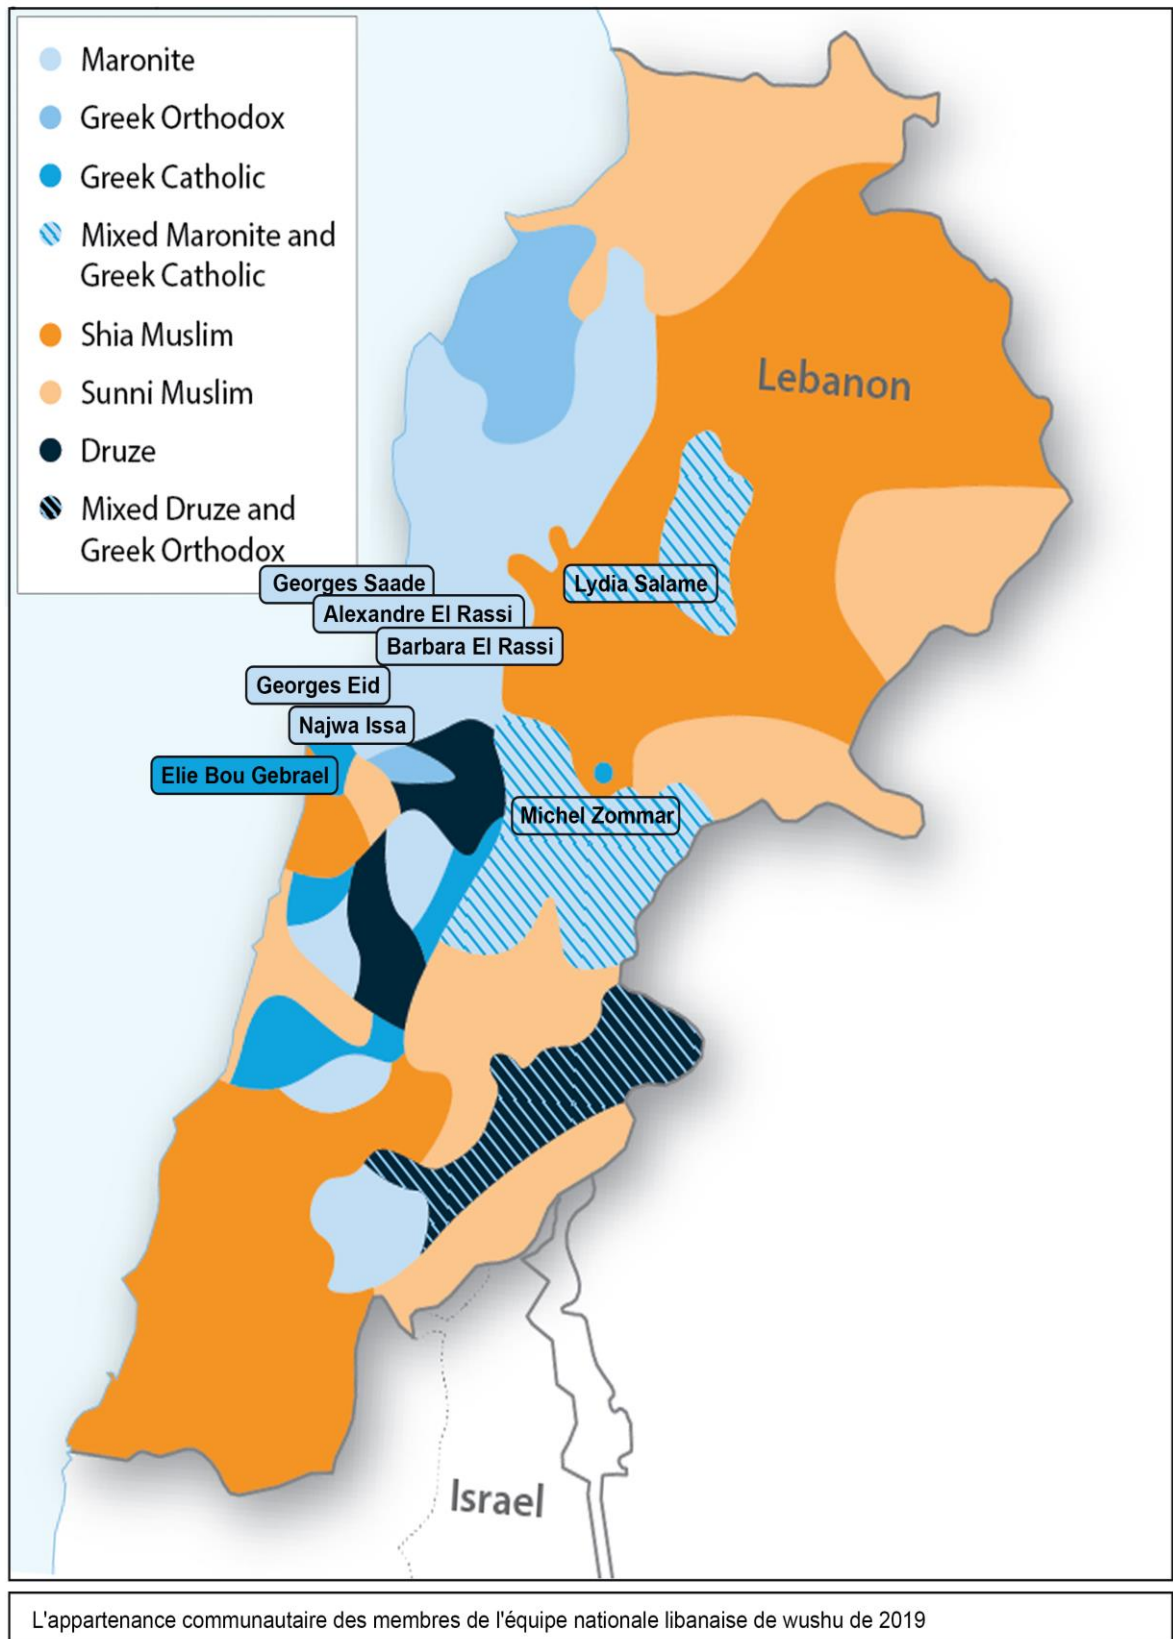 Maronite
Greek Orthodox
Greek Catholic
Mixed Maronite and
Greek Catholic
Shia Muslim
Sunni Muslim
Druze
Mixed Druze and
Greek Orthodox
Lebanon
Georges Saade
Lydia Salame
Alexandre El Rassi
Barbara El Rassi
Georges Eid
Najwa Issa
Elie Bou Gebrael
Michel Zommar
Israel
L'appartenance communautaire des membres de l'équipe nationale libanaise de wushu de 2019